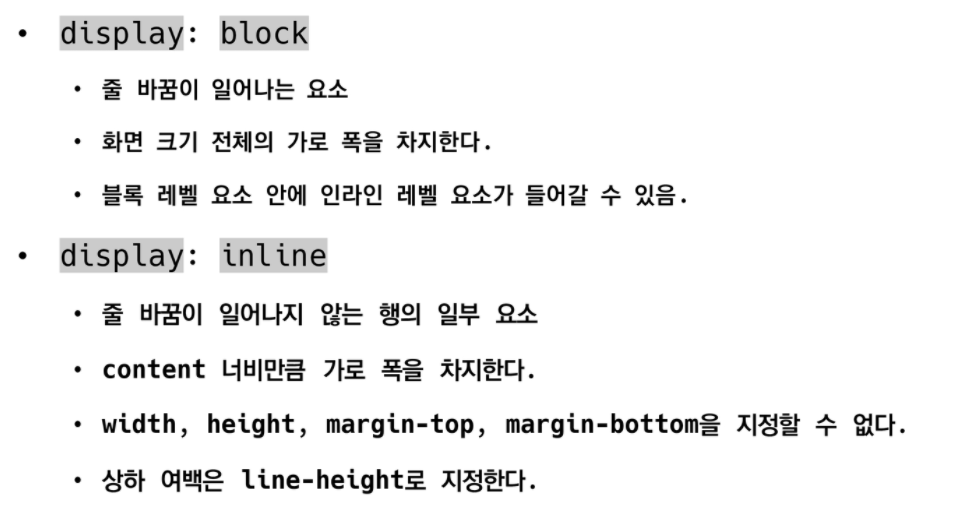 • display: block
• 줄 바꿈이 일어나는 요소
• 화면 크기 전체의 가로 폭을 차지한다.
• 블록 레벨 요소 안에 인라인 레벨 요소가 들어갈 수 있음.
• display: inline
• 줄 바꿈이 일어나지 않는 행의 일부 요소
• content 너비만큼 가로 폭을 차지한다.
• width, height, margin-top, margin-bottom을 지정할 수 없다.
• 상하 여백은 line-height로 지정한다.